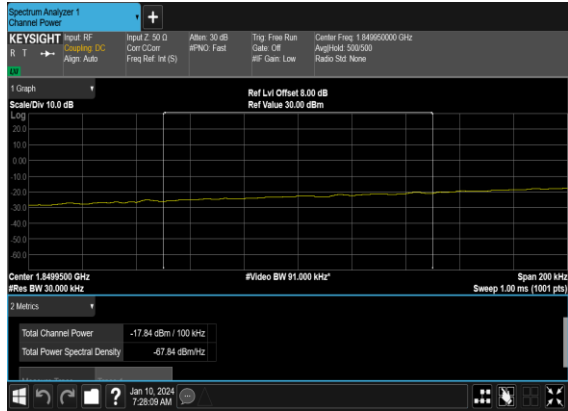 Spectrum Analyzer 1
Channel Power
+
KEYSIGHT
R T
LXI
Input: RF
Coupling: DC
Align: Auto
Input Z: 50 Ω
Corr CCorr
Freq Ref: Int (S)
Atten: 30 dB
#PNO: Fast
Trig: Free Run
Gate: Off
#IF Gain: Low
Center Freq: 1.849950000 GHz
Avg|Hold: 500/500
Radio Std: None
1 Graph
Scale/Div 10.0 dB
Ref Lvl Offset 8.00 dB
Ref Value 30.00 dBm
Log
20.0
10.0
0.00
-10.0
-20.0
-30.0
-40.0
-50.0
-60.0
Center 1.8499500 GHz
#Res BW 30.000 kHz
#Video BW 91.000 kHz*
Span 200 kHz
Sweep 1.00 ms (1001 pts)
2 Metrics
Total Channel Power -17.84 dBm / 100 kHz
Total Power Spectral Density -67.84 dBm/Hz
?
Jan 10, 2024
7:28:09 AM